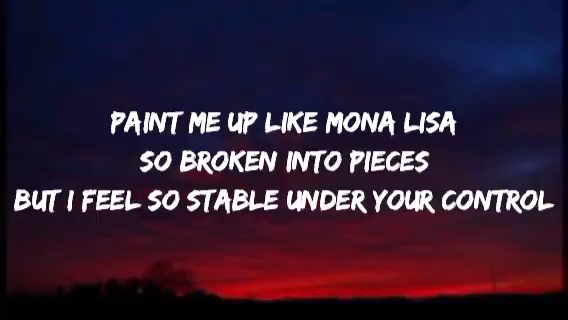 PAINT ME UP LIKE MONA LISA
SO BROKEN INTO PIECES
BUT I FEEL SO STABLE UNDER YOUR CONTROL